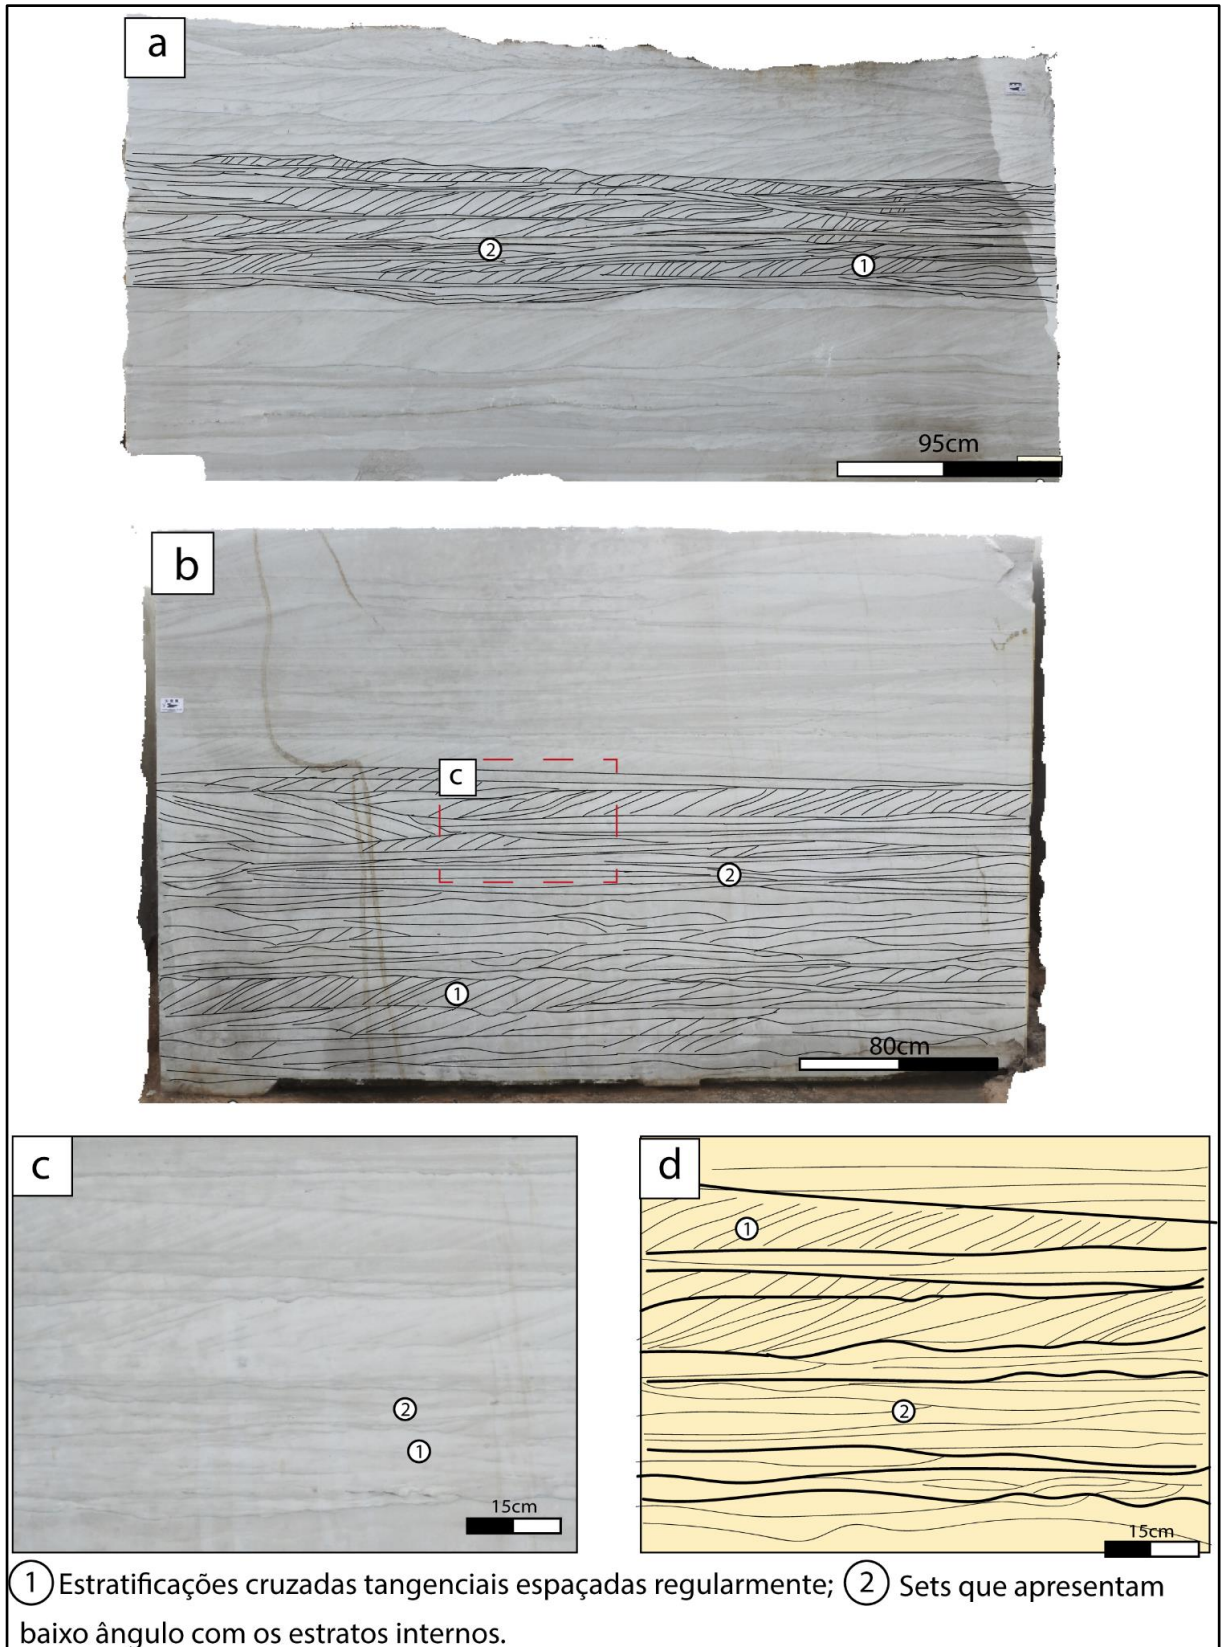 a
2
1
95cm
b
c
2
1
80cm
c
2
1
15cm
d
1
2
15cm
1 Estratificações cruzadas tangenciais espaçadas regularmente; 2 Sets que apresentam
baixo ângulo com os estratos internos.